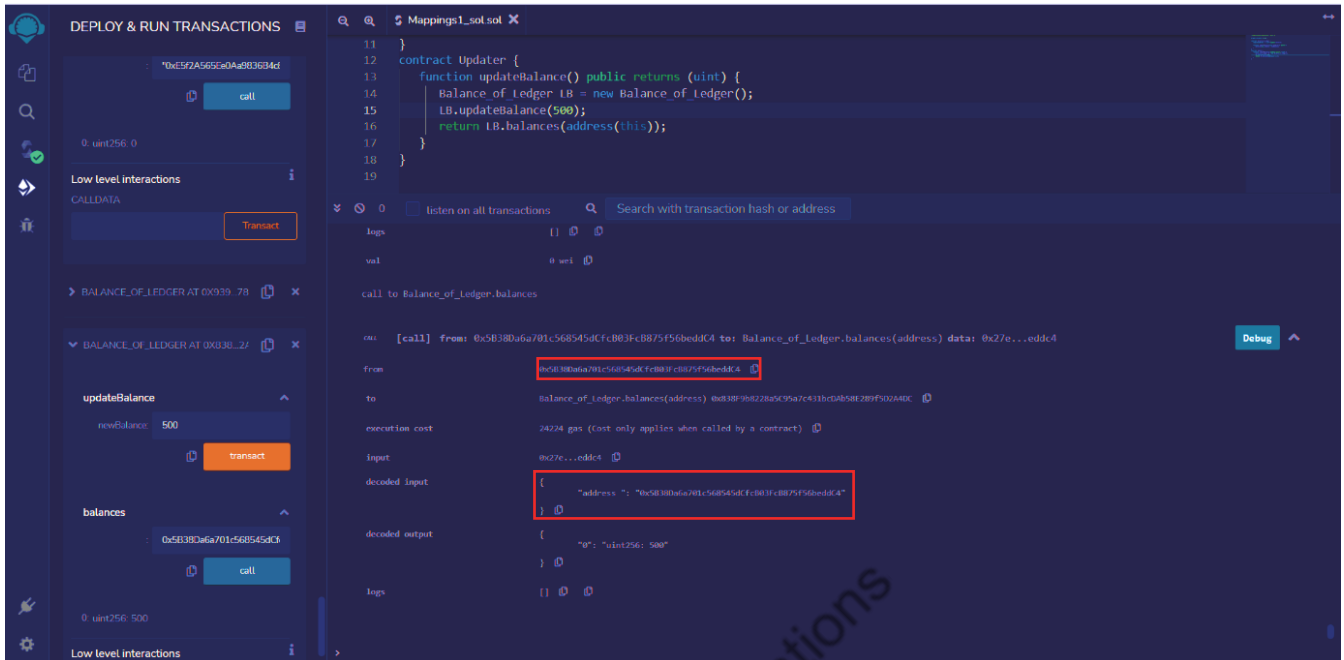 DEPLOY & RUN TRANSACTIONS
: "0xE5f2A565Ee0Aa9836B4c
call
0: uint256: 0
Low level interactions
i
CALLDATA
Transact
BALANCE_OF_LEDGER AT 0X939...78
BALANCE_OF_LEDGER AT 0X838...2
updateBalance
newBalance: 500
transact
balances
: 0x5B38Da6a701c568545dCf
call
0: uint256: 500
Low level interactions
i
Mappings1_sol.sol
11 }
12 contract Updater {
13 function updateBalance() public returns (uint) {
14 Balance_of_Ledger LB = new Balance_of_Ledger();
15 LB.updateBalance(500);
16 return LB.balances(address(this));
17 }
18 }
19
0 listen on all transactions Search with transaction hash or address
logs []
val 0 wei
call to Balance_of_Ledger.balances
CALL [call] from: 0x5B38Da6a701c568545dCfcB03FcB875f56beddC4 to: Balance_of_Ledger.balances(address) data: 0x27e...eddc4 Debug
from 0x5B38Da6a701c568545dCfcB03FcB875f56beddC4
to Balance_of_Ledger.balances(address)
execution cost 24224 gas (Cost only applies when called by a contract)
input 0x27e...eddc4
decoded input {
"address ": "0x5B38Da6a701c568545dCfcB03FcB875f56beddC4"
}
decoded output {
"0": "uint256: 500"
}
logs []
>